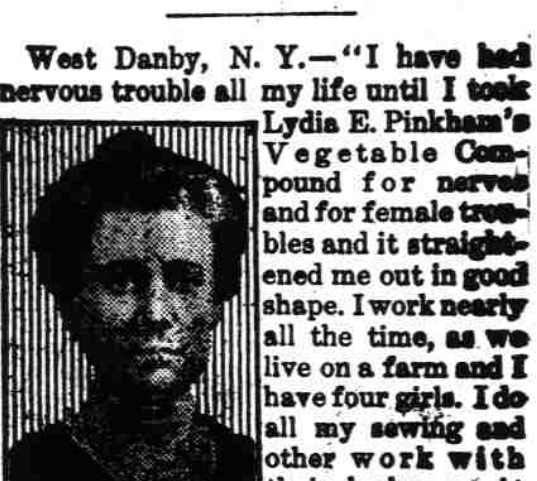 West Danby, N. Y.—"I have had
nervous trouble all my life until I took
Lydia E. Pinkham's
Vegetable Com-
pound for nerves
and for female trou-
bles and it straight-
ened me out in good
shape. I work nearly
all the time, as we
live on a farm and I
have four girls. I do
all my sewing and
other work with